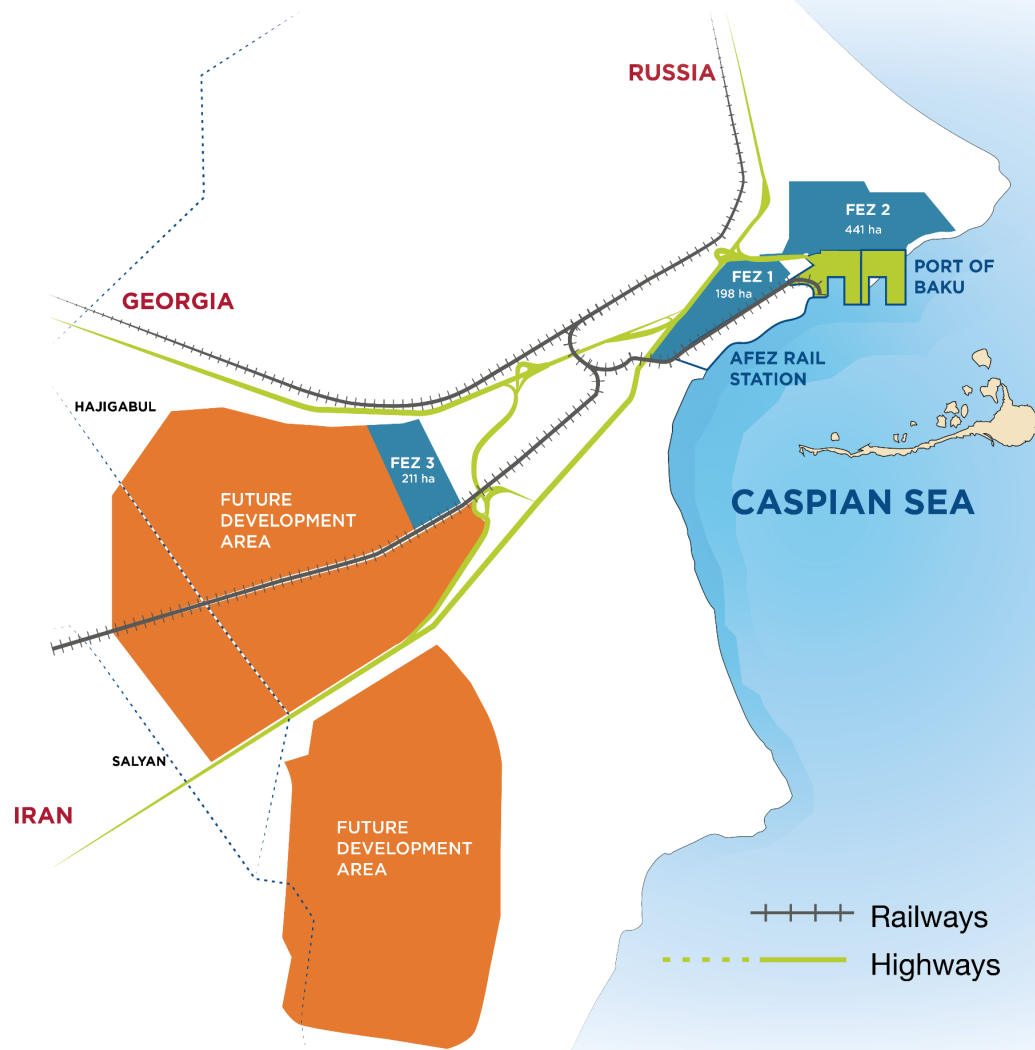 RUSSIA
FEZ 2
441 ha
FEZ 1
198 ha
PORT OF
BAKU
GEORGIA
AFEZ RAIL
STATION
HAJIGABUL
FEZ 3
211 ha
FUTURE
DEVELOPMENT
AREA
CASPIAN SEA
SALYAN
IRAN
FUTURE
DEVELOPMENT
AREA
Railways
Highways